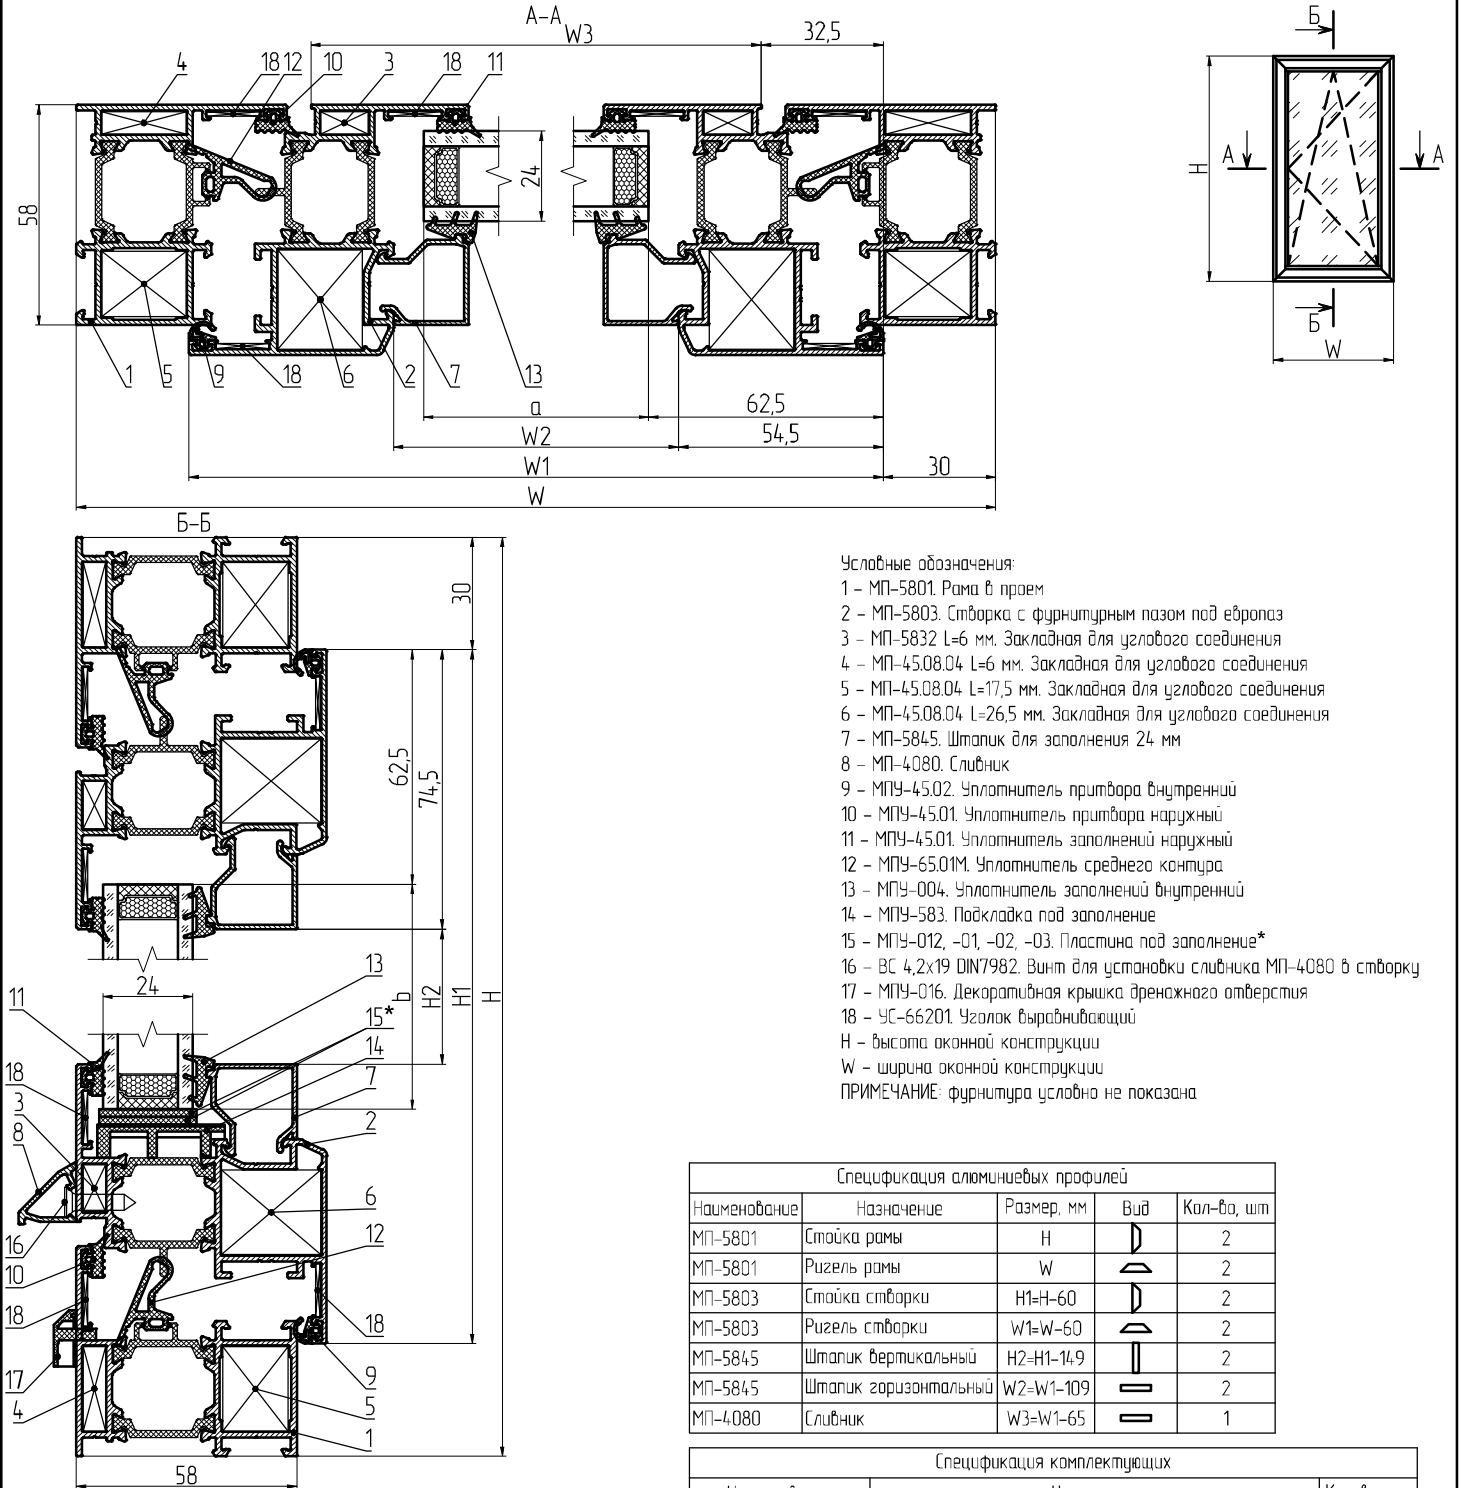 А-А
W3
32,5
4
18
12
10
3
18
11
58
24
1
5
9
18
6
2
7
13
а
62,5
W2
54,5
W1
30
W
Б
А
А
Н
Б
W
Б-Б
30
62,5
74,5
24
13
b
H2
H1
H
11
15*
14
18
3
7
8
2
6
16
12
10
18
18
17
9
4
5
1
58
Условные обозначения:
1 - МП-5801. Рама в проем
2 - МП-5803. Створка с фурнитурным пазом под европаз
3 - МП-5832 L=6 мм. Закладная для углового соединения
4 - МП-45.08.04 L=6 мм. Закладная для углового соединения
5 - МП-45.08.04 L=17,5 мм. Закладная для углового соединения
6 - МП-45.08.04 L=26,5 мм. Закладная для углового соединения
7 - МП-5845. Штапик для заполнения 24 мм
8 - МП-4080. Сливник
9 - МПУ-45.02. Уплотнитель притвора внутренний
10 - МПУ-45.01. Уплотнитель притвора наружный
11 - МПУ-45.01. Уплотнитель заполнений наружный
12 - МПУ-65.01М. Уплотнитель среднего контура
13 - МПУ-004. Уплотнитель заполнений внутренний
14 - МПУ-583. Подкладка под заполнение
15 - МПУ-012, -01, -02, -03. Пластина под заполнение*
16 - ВС 4,2х19 DIN7982. Винт для установки сливника МП-4080 в створку
17 - МПУ-016. Декоративная крышка дренажного отверстия
18 - УС-66201. Уголок выравнивающий
Н - высота оконной конструкции
W - ширина оконной конструкции
ПРИМЕЧАНИЕ: фурнитура условно не показана
Спецификация алюминиевых профилей
Наименование Назначение Размер, мм Вид Кол-во, шт
МП-5801 Стойка рамы H 2
МП-5801 Ригель рамы W 2
МП-5803 Стойка створки H1=H-60 2
МП-5803 Ригель створки W1=W-60 2
МП-5845 Штапик вертикальный H2=H1-149 2
МП-5845 Штапик горизонтальный W2=W1-109 2
МП-4080 Сливник W3=W1-65 1
Спецификация комплектующих